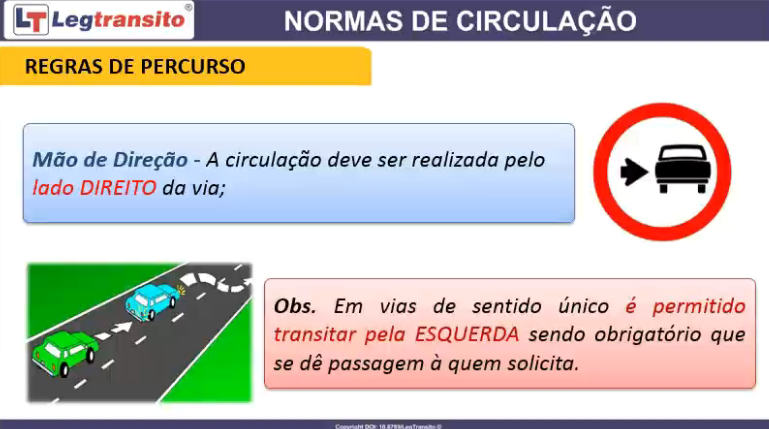 LT Legtransito®
NORMAS DE CIRCULAÇÃO
REGRAS DE PERCURSO
Mão de Direção - A circulação deve ser realizada pelo
lado DIREITO da via;
Obs. Em vias de sentido único é permitido
transitar pela ESQUERDA sendo obrigatório que
se dê passagem à quem solicita.